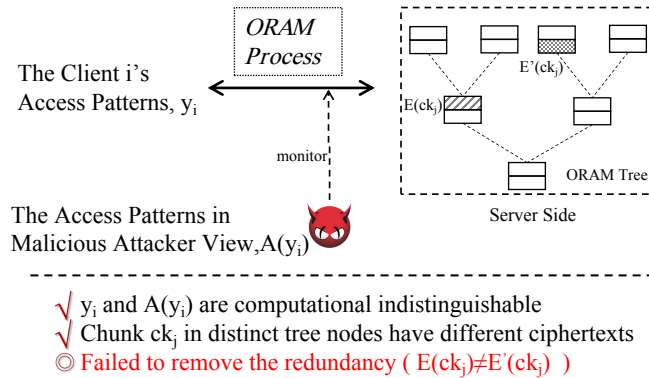 ORAM
Process
The Client i's
Access Patterns, yi
monitor
The Access Patterns in
Malicious Attacker View,A(yi)
E'(ckj)
E(ckj)
ORAM Tree
Server Side
√ yi and A(yi) are computational indistinguishable
√ Chunk ckj in distinct tree nodes have different ciphertexts
◎ Failed to remove the redundancy ( E(ckj)≠E'(ckj) )